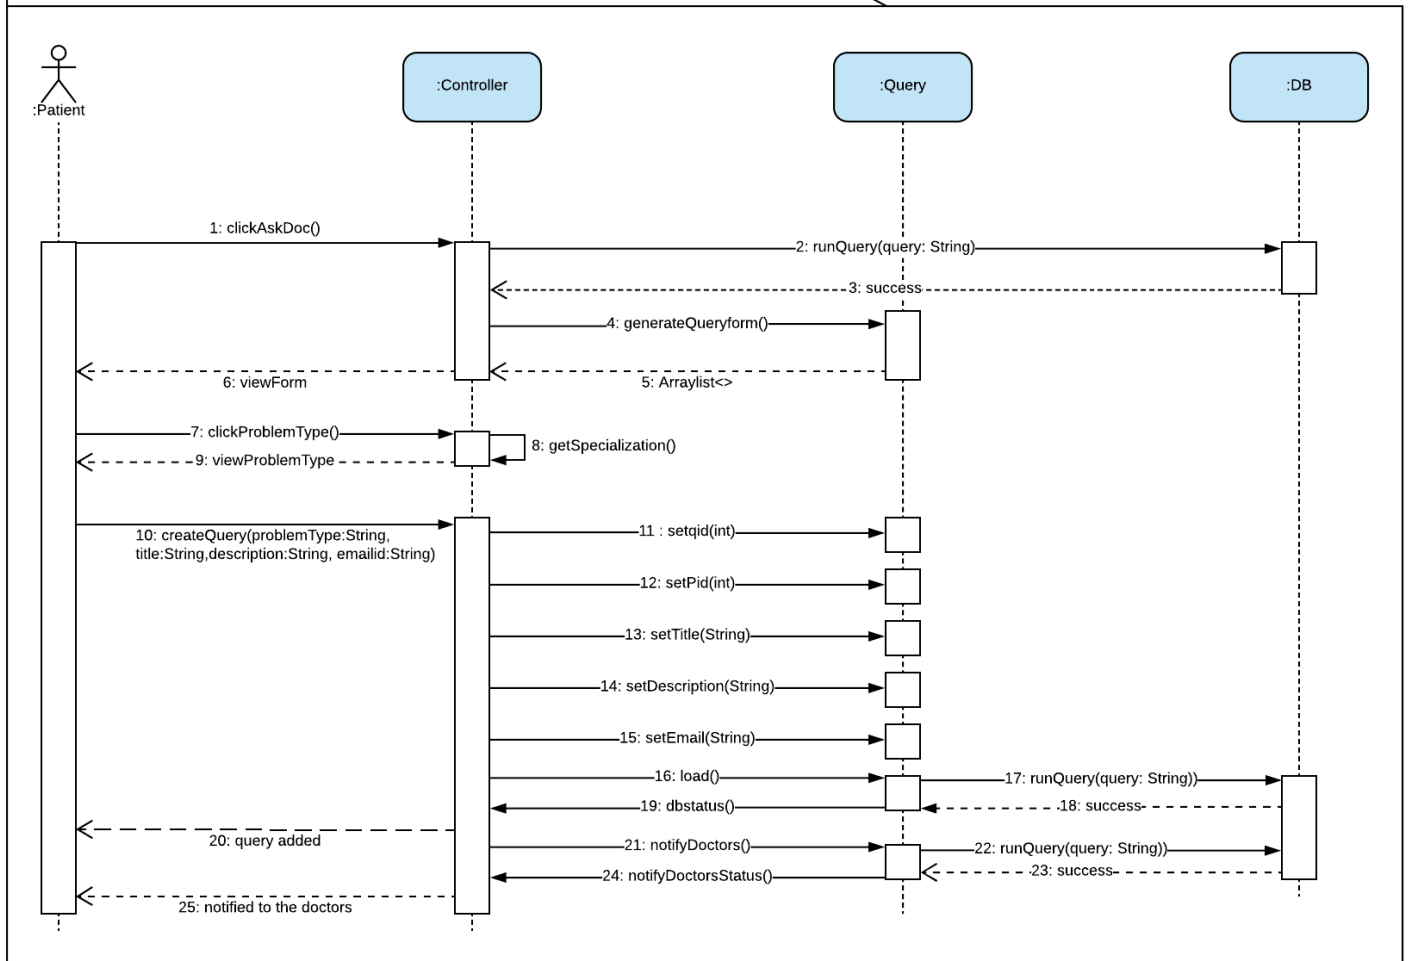 :Patient
:Controller
:Query
:DB
1: clickAskDoc()
2: runQuery(query: String)
3: success
4: generateQueryform()
6: viewForm
5: Arraylist<>
7: clickProblemType()
8: getSpecialization()
9: viewProblemType
10: createQuery(problemType:String,
title:String,description:String, emailid:String)
11 : setqid(int)
12: setPid(int)
13: setTitle(String)
14: setDescription(String)
15: setEmail(String)
16: load()
17: runQuery(query: String))
19: dbstatus()
18: success
20: query added
21: notifyDoctors()
22: runQuery(query: String))
24: notifyDoctorsStatus()
23: success
25: notified to the doctors